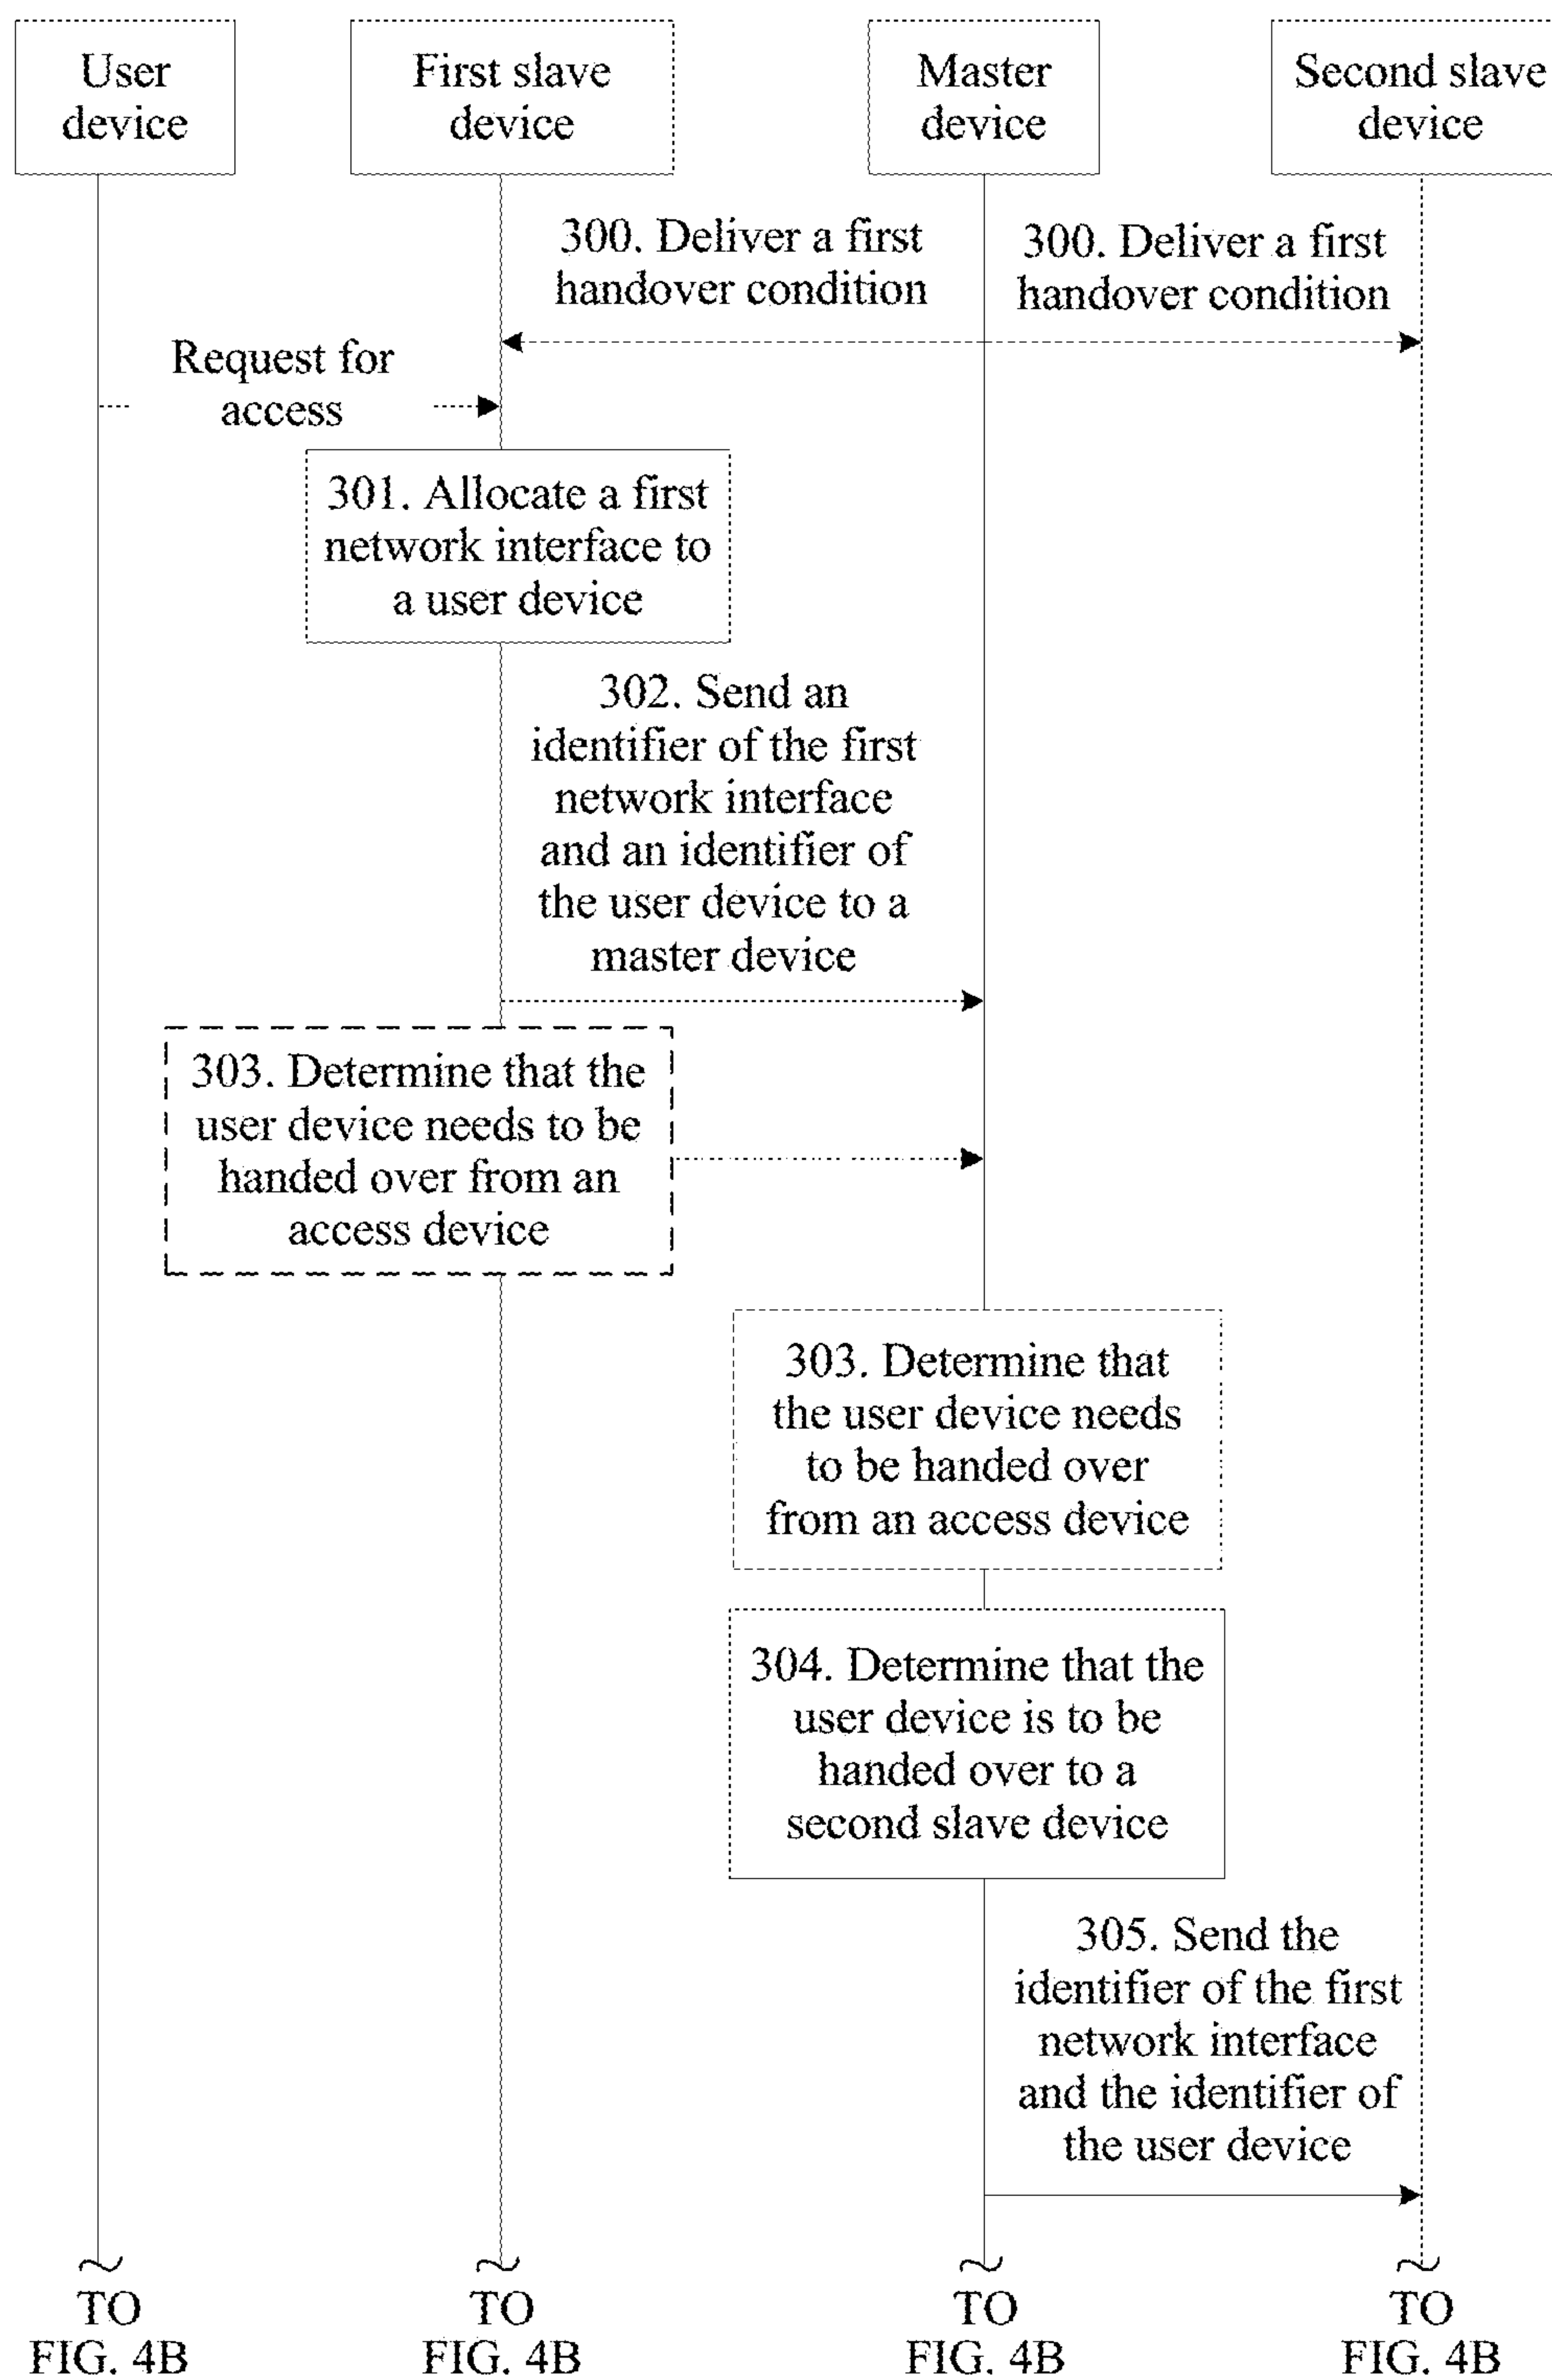 User
device
First slave
device
Master
device
Second slave
device
300. Deliver a first
handover condition
300. Deliver a first
handover condition
Request for
access
301. Allocate a first
network interface to
a user device
302. Send an
identifier of the first
network interface
and an identifier of
the user device to a
master device
303. Determine that the
user device needs to be
handed over from an
access device
303. Determine that
the user device needs
to be handed over
from an access device
304. Determine that the
user device is to be
handed over to a
second slave device
305. Send the
identifier of the first
network interface
and the identifier of
the user device
TO
FIG. 4B
TO
FIG. 4B
TO
FIG. 4B
TO
FIG. 4B